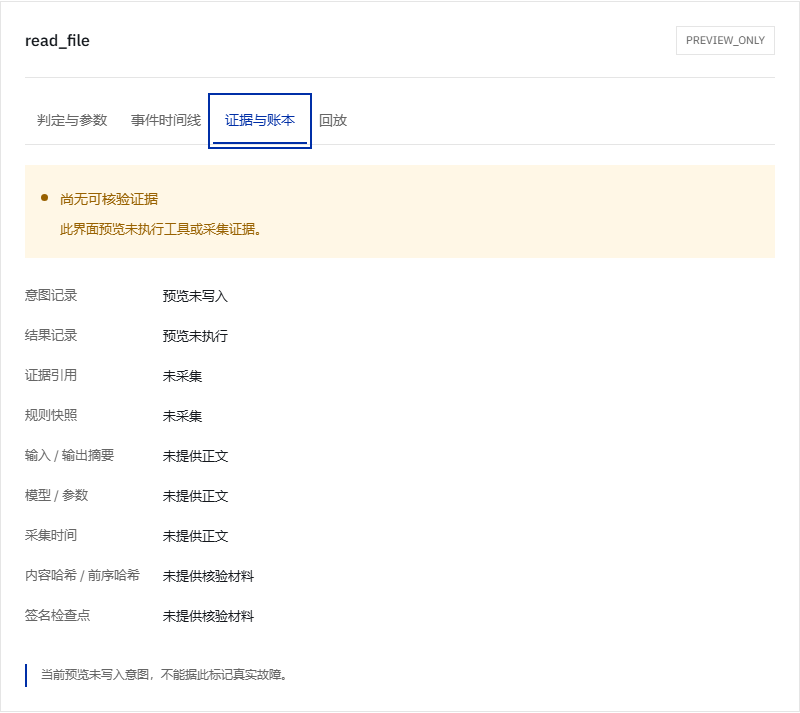 read_file
PREVIEW_ONLY
判定与参数 事件时间线 证据与账本 回放
尚无可核验证据
此界面预览未执行工具或采集证据。
意图记录 预览未写入
结果记录 预览未执行
证据引用 未采集
规则快照 未采集
输入 / 输出摘要 未提供正文
模型 / 参数 未提供正文
采集时间 未提供正文
内容哈希 / 前序哈希 未提供核验材料
签名检查点 未提供核验材料
当前预览未写入意图，不能据此标记真实故障。